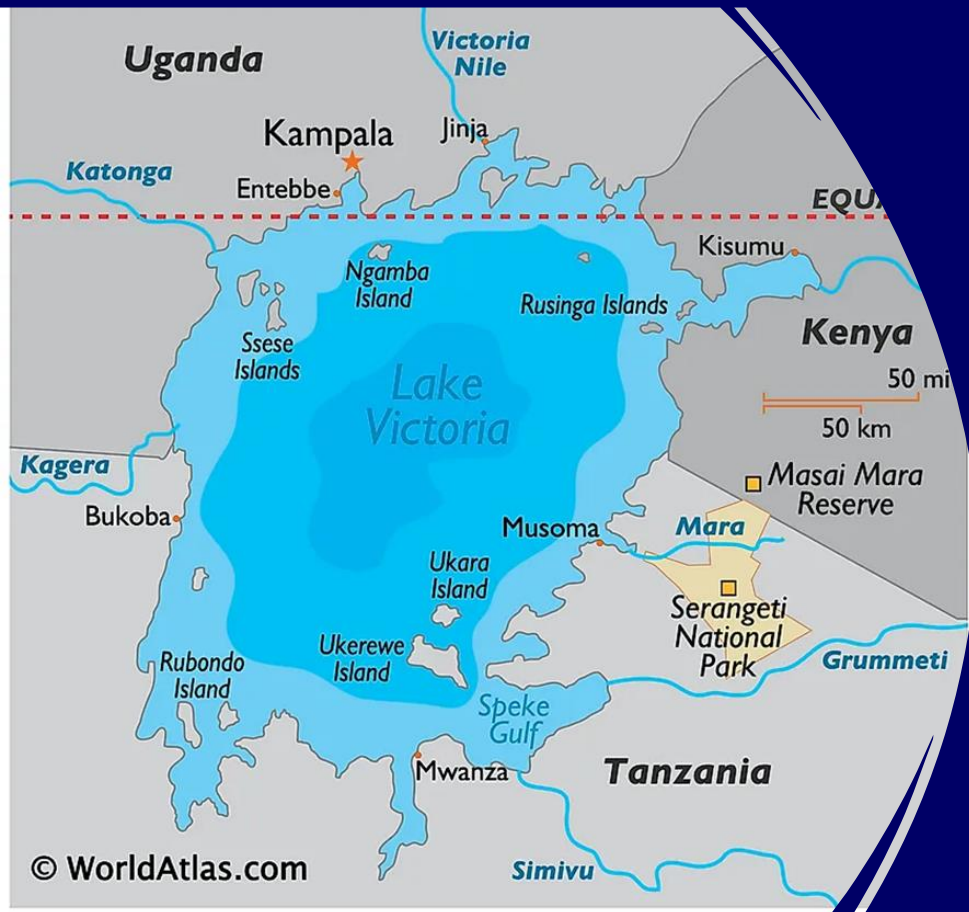 Victoria
Nile
Uganda
Kampala
Jinja
Katonga
Entebbe
EQU
Kisumu
Ngamba
Island
Rusinga Islands
Ssese
Islands
Kenya
Lake
Victoria
50 mi
50 km
Kagera
Masai Mara
Reserve
Bukoba
Musoma
Mara
Ukara
Island
Serangeti
National
Park
Ukerewe
Island
Rubondo
Island
Grummeti
Speke
Gulf
Mwanza
Tanzania
© WorldAtlas.com
Simivu